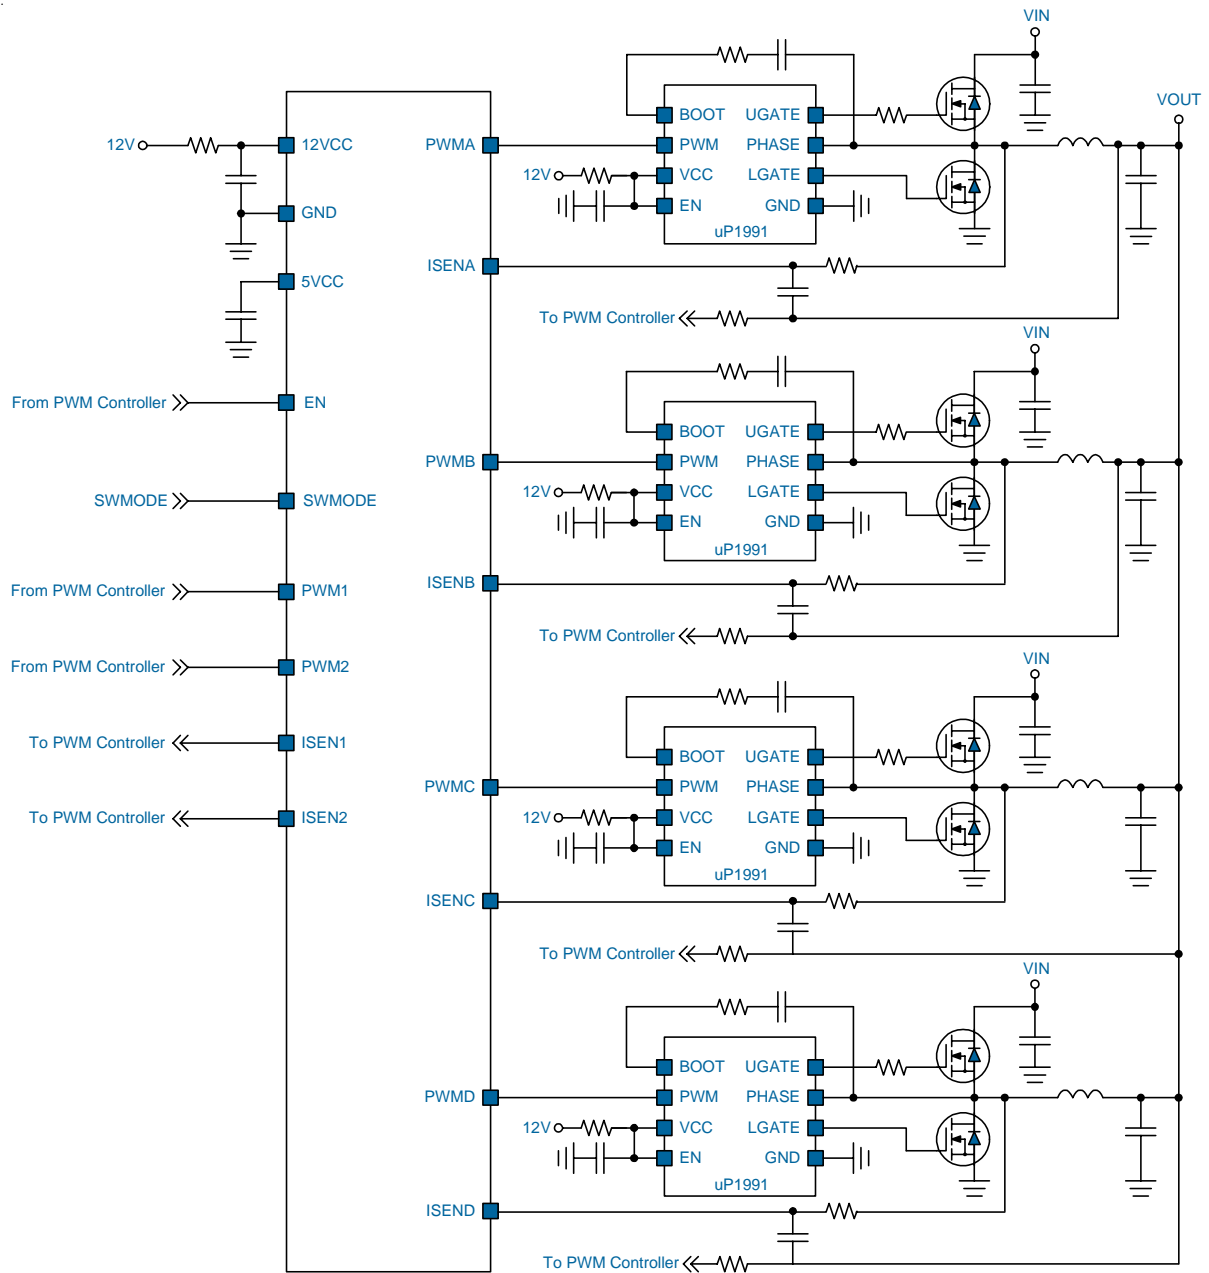 VIN
VOUT
BOOT UGATE
12V 12VCC PWMA PWM PHASE
12V VCC LGATE
GND EN GND
uP1991
5VCC ISENA
To PWM Controller
VIN
From PWM Controller EN
BOOT UGATE
PWMB PWM PHASE
SWMODE SWMODE 12V VCC LGATE
EN GND
uP1991
From PWM Controller PWM1 ISENB
To PWM Controller
From PWM Controller PWM2 VIN
To PWM Controller ISEN1
BOOT UGATE
PWMC PWM PHASE
To PWM Controller ISEN2 12V VCC LGATE
EN GND
uP1991
ISENC
To PWM Controller
VIN
BOOT UGATE
PWMD PWM PHASE
12V VCC LGATE
EN GND
uP1991
ISEND
To PWM Controller